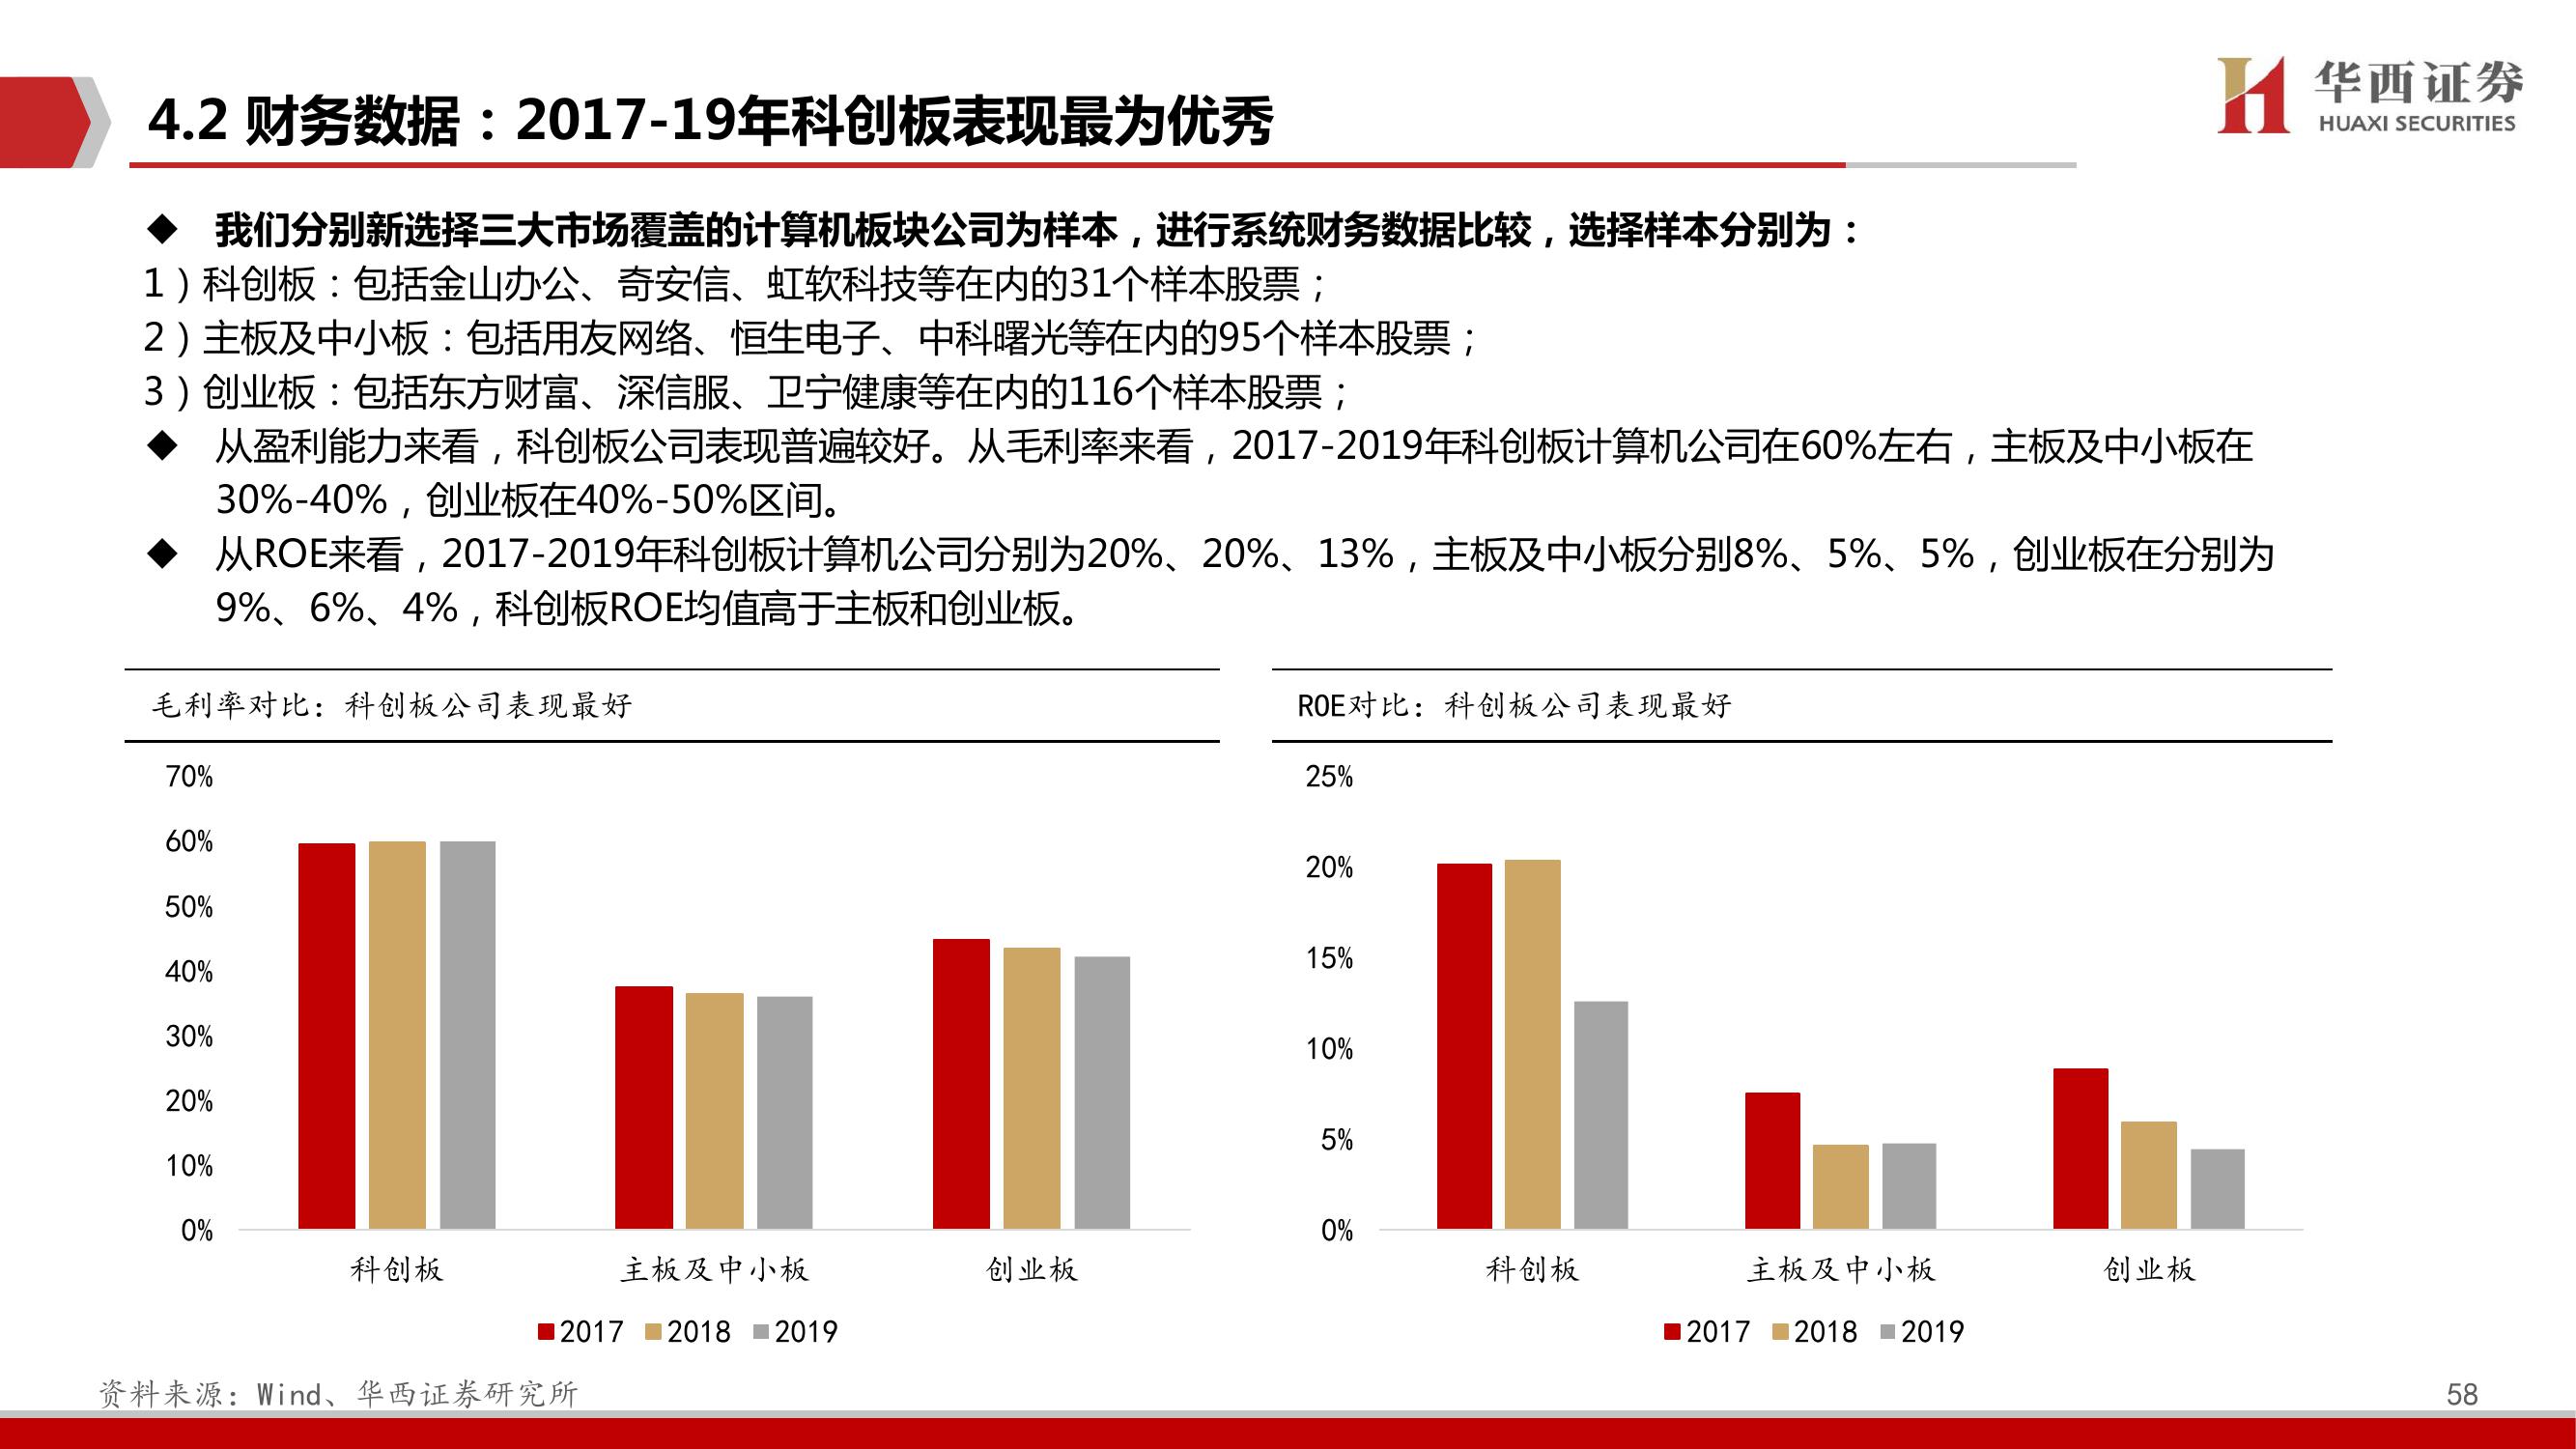 4.2 财务数据：2017-19年科创板表现最为优秀
华西证券
HUAXI SECURITIES
◆ 我们分别新选择三大市场覆盖的计算机板块公司为样本，进行系统财务数据比较，选择样本分别为：
1）科创板：包括金山办公、奇安信、虹软科技等在内的31个样本股票；
2）主板及中小板：包括用友网络、恒生电子、中科曙光等在内的95个样本股票；
3）创业板：包括东方财富、深信服、卫宁健康等在内的116个样本股票；
◆ 从盈利能力来看，科创板公司表现普遍较好。从毛利率来看，2017-2019年科创板计算机公司在60%左右，主板及中小板在
30%-40%，创业板在40%-50%区间。
◆ 从ROE来看，2017-2019年科创板计算机公司分别为20%、20%、13%，主板及中小板分别8%、5%、5%，创业板在分别为
9%、6%、4%，科创板ROE均值高于主板和创业板。
毛利率对比：科创板公司表现最好
70%
60%
50%
40%
30%
20%
10%
0%
科创板 主板及中小板 创业板
2017 2018 2019
ROE对比：科创板公司表现最好
25%
20%
15%
10%
5%
0%
科创板 主板及中小板 创业板
2017 2018 2019
资料来源：Wind、华西证券研究所
58